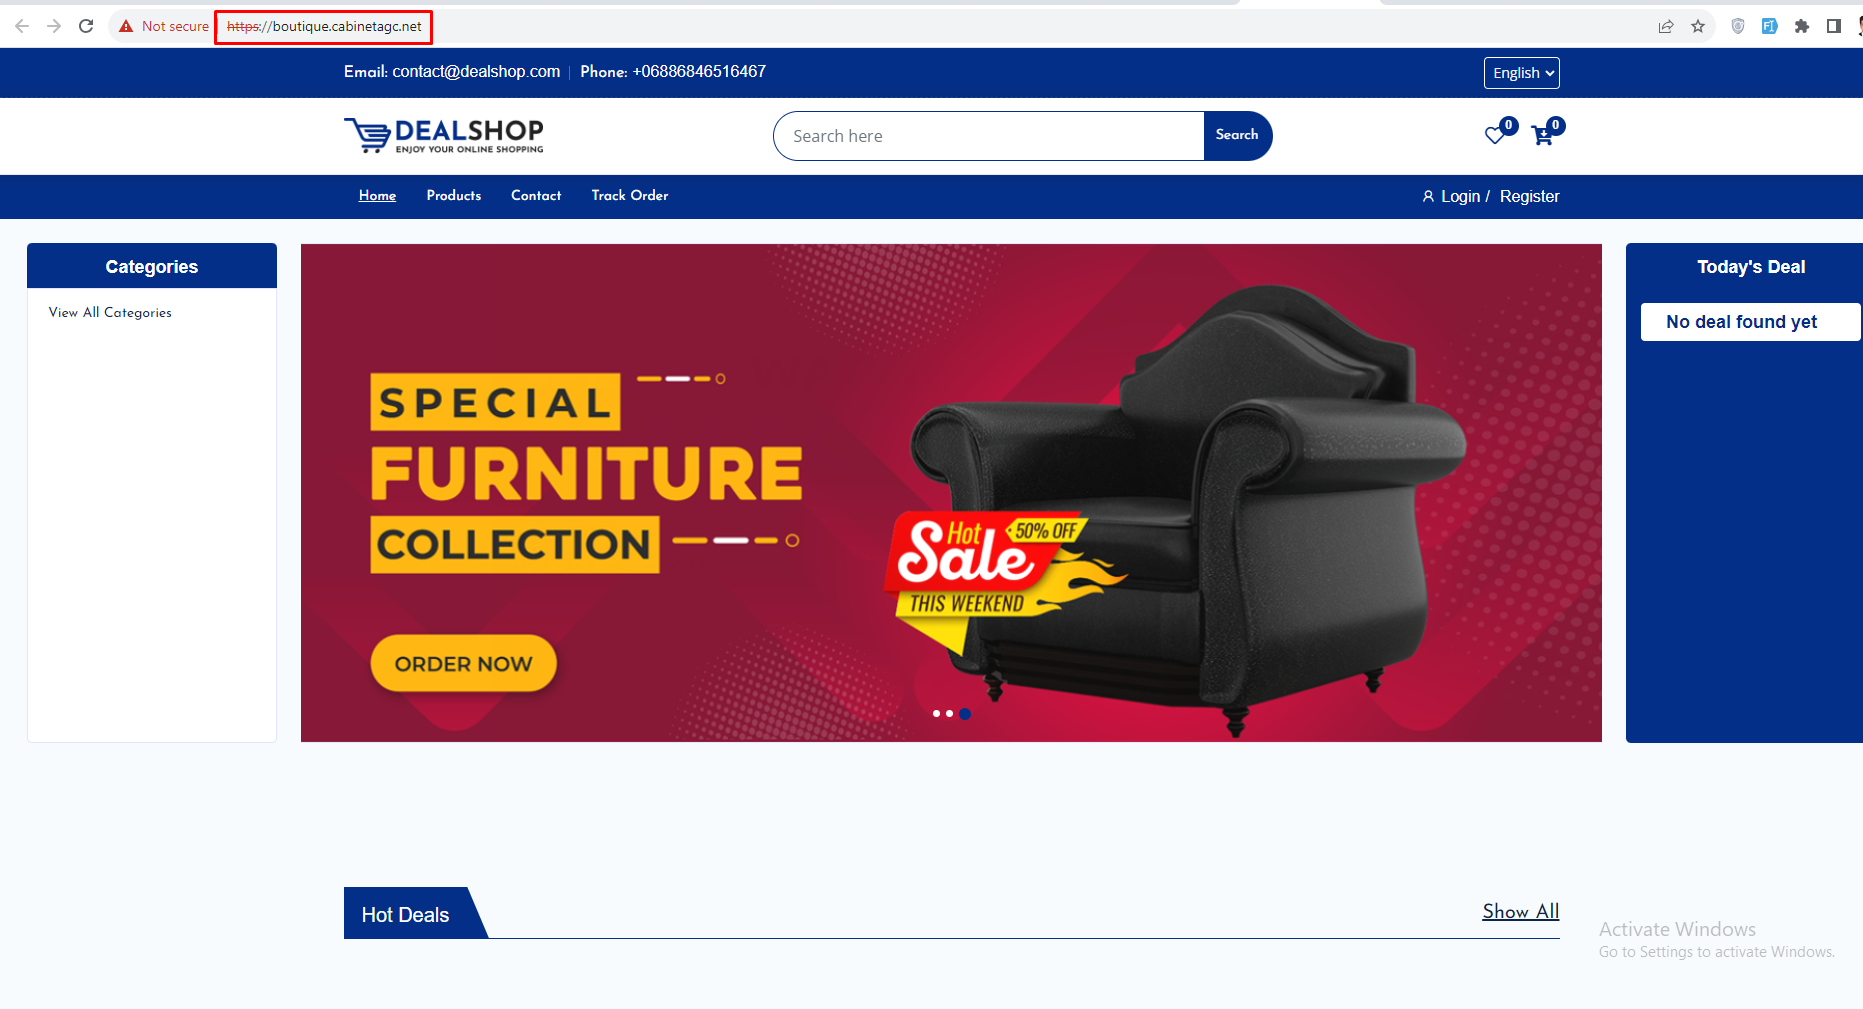 Not secure https://boutique.cabinetagc.net
Email: contact@dealshop.com | Phone: +06886846516467
English
DEALSHOP
ENJOY YOUR ONLINE SHOPPING
Search here
Search
0
0
Home Products Contact Track Order
Login / Register
Categories
View All Categories
SPECIAL
FURNITURE
COLLECTION
Hot
50% OFF
Sale
THIS WEEKEND
ORDER NOW
Today's Deal
No deal found yet
Hot Deals
Show All
Activate Windows
Go to Settings to activate Windows.